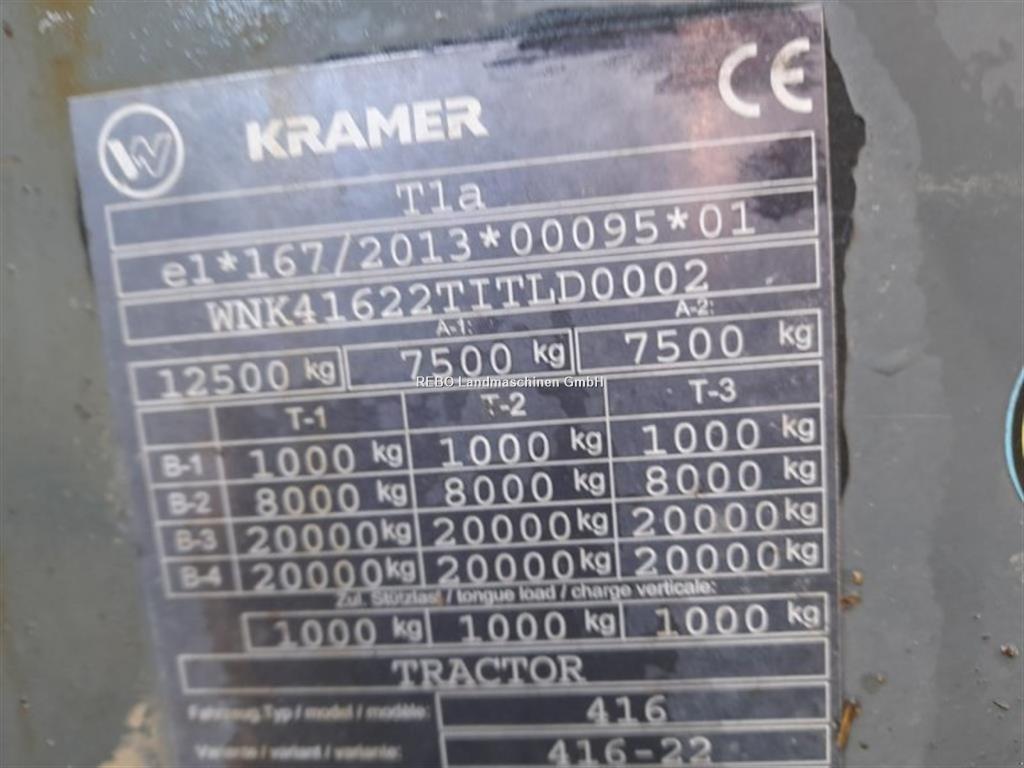 W KRAMER CE
T1a
e1*167/2013*00095*01
WNK41622TITLD0002
A-1: A-2:
12500 kg 7500 kg 7500 kg
REBO Landmaschinen GmbH
T-1 T-2 T-3
B-1 1000 kg 1000 kg 1000 kg
B-2 8000 kg 8000 kg 8000 kg
B-3 20000 kg 20000 kg 20000 kg
B-4 20000 kg 20000 kg 20000 kg
Zul. Stützlast / tongue load / charge verticale:
1000 kg 1000 kg 1000 kg
TRACTOR
Fahrzeug.Typ / model / modèle: 416
Variante / variant / variante: 416-22